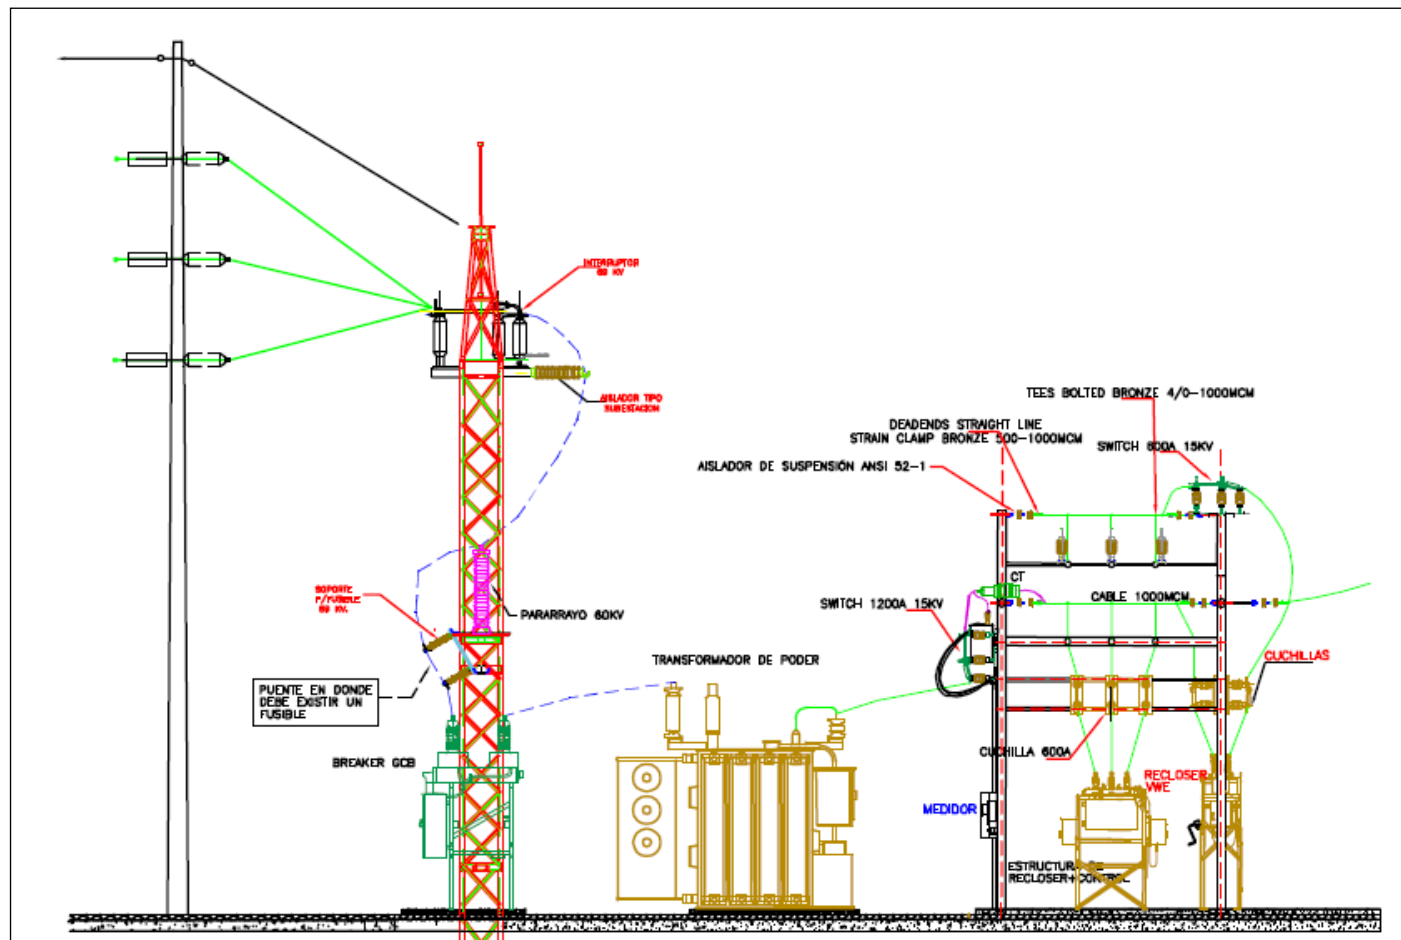 INTERRUPTOR
69 KV
AISLADOR TIPO
SUBESTACION
TEES BOLTED BRONZE 4/0-1000MCM
DEADENDS STRAIGHT LINE
STRAIN CLAMP BRONZE 500-1000MCM
SWITCH 600A 15KV
AISLADOR DE SUSPENSIÓN ANSI 52-1
CT
SOPORTE
P/FUSIBLE
69 KV.
PARARRAYO 60KV
SWITCH 1200A 15KV
CABLE 1000MCM
TRANSFORMADOR DE PODER
CUCHILLAS
PUENTE EN DONDE
DEBE EXISTIR UN
FUSIBLE
BREAKER GCB
CUCHILLA 600A
RECLOSER
VWE
MEDIDOR
ESTRUCTURA DE
RECLOSER+CONTROL